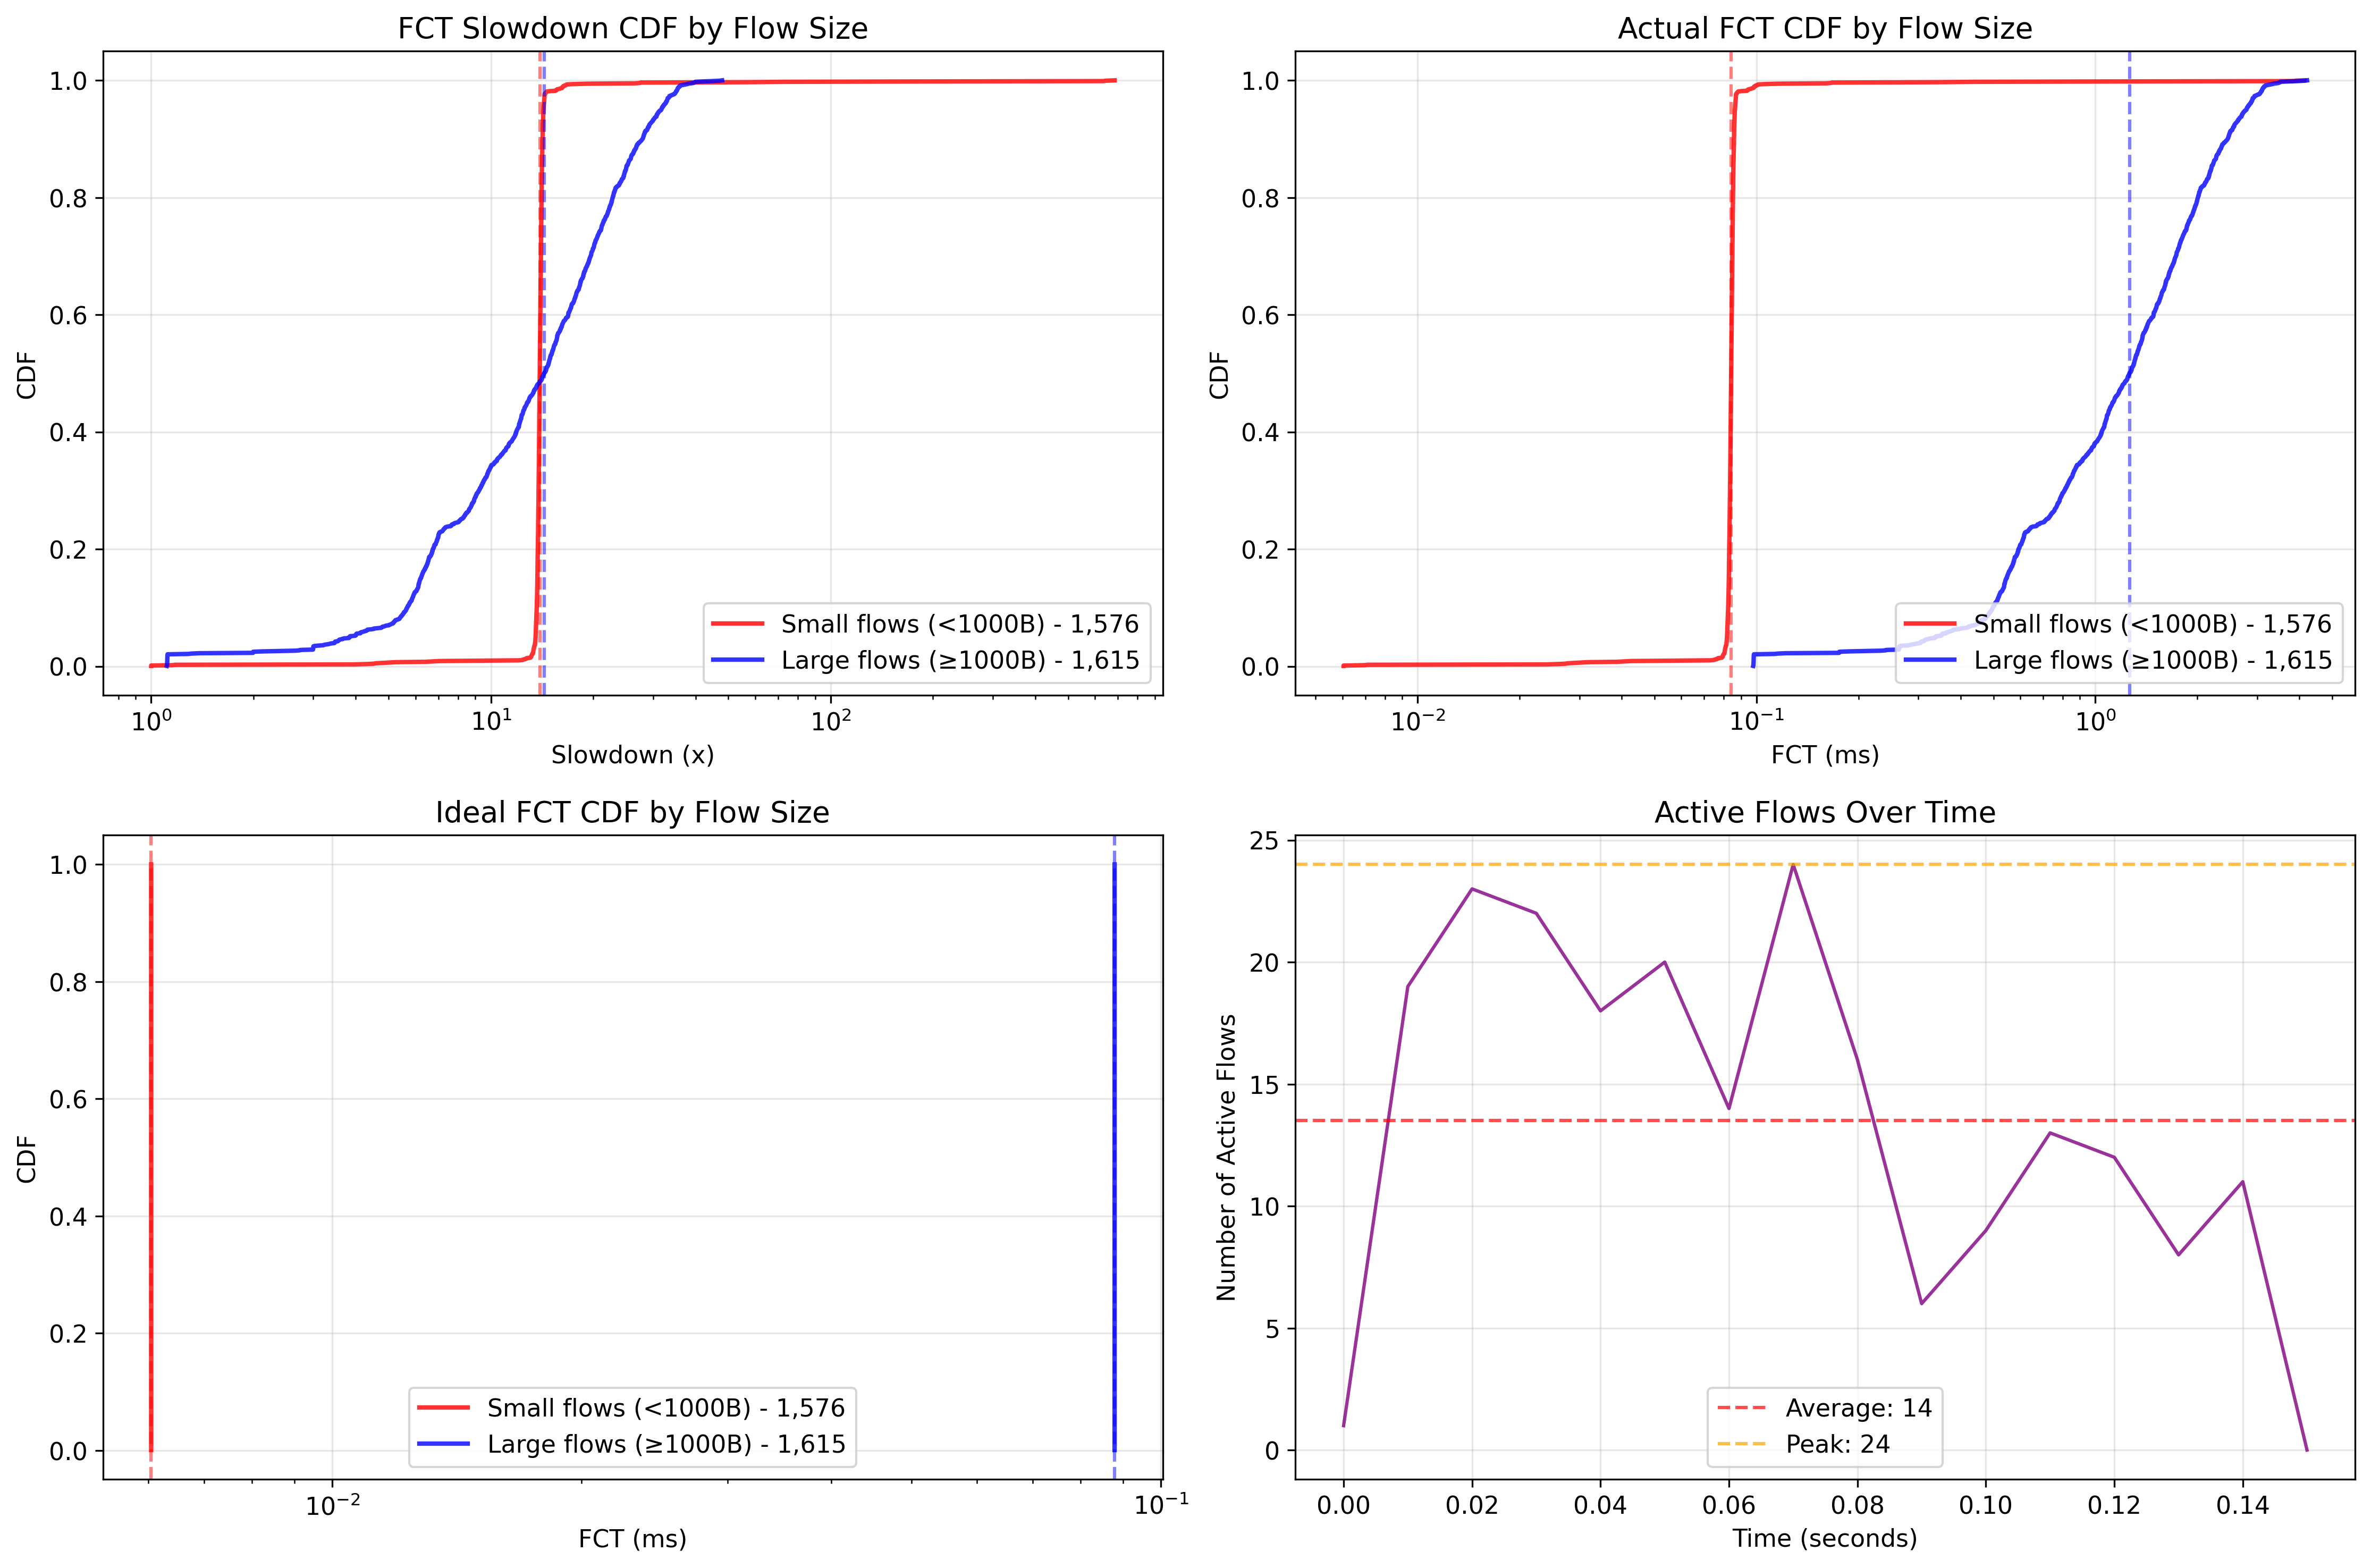 FCT Slowdown CDF by Flow Size
CDF
1.0
0.8
0.6
0.4
0.2
0.0
Small flows (<1000B) - 1,576
Large flows (≥1000B) - 1,615
10⁰
10¹
10²
Slowdown (x)
Actual FCT CDF by Flow Size
CDF
1.0
0.8
0.6
0.4
0.2
0.0
Small flows (<1000B) - 1,576
Large flows (≥1000B) - 1,615
10⁻²
10⁻¹
10⁰
FCT (ms)
Ideal FCT CDF by Flow Size
CDF
1.0
0.8
0.6
0.4
0.2
0.0
Small flows (<1000B) - 1,576
Large flows (≥1000B) - 1,615
10⁻²
10⁻¹
FCT (ms)
Active Flows Over Time
Number of Active Flows
25
20
15
10
5
0
Average: 14
Peak: 24
0.00
0.02
0.04
0.06
0.08
0.10
0.12
0.14
Time (seconds)